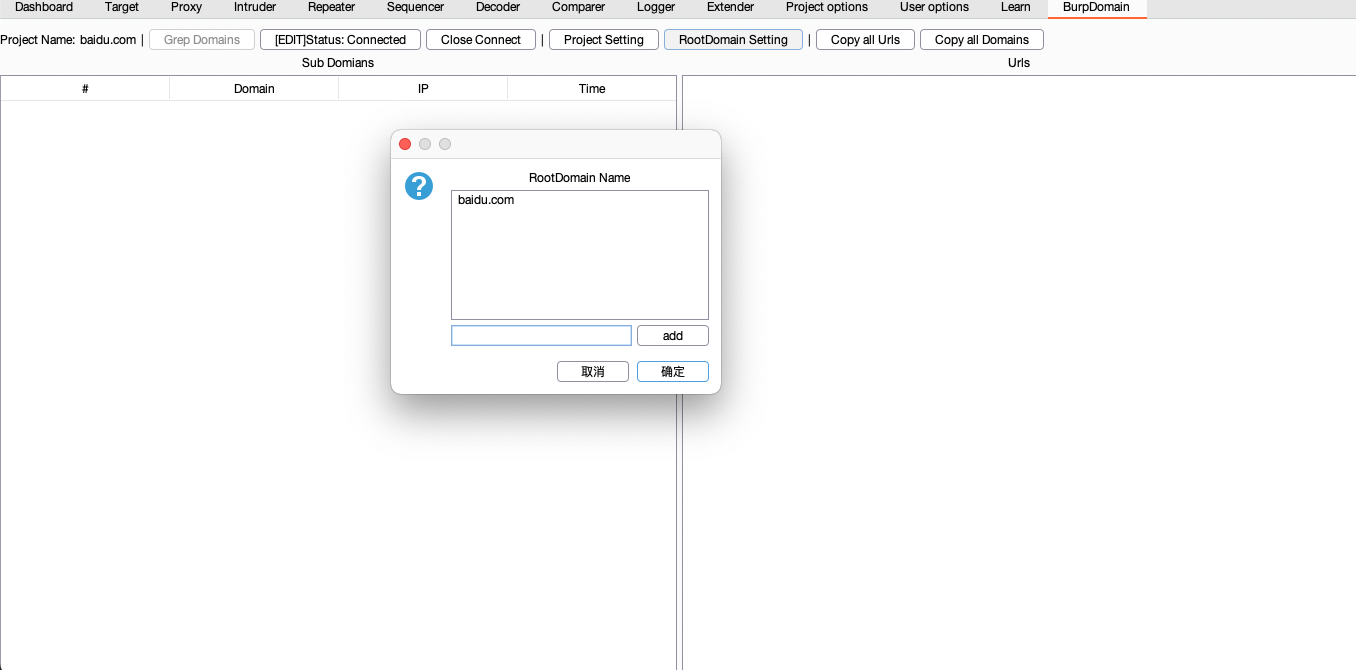 Dashboard Target Proxy Intruder Repeater Sequencer Decoder Comparer Logger Extender Project options User options Learn BurpDomain
Project Name: baidu.com | Grep Domains [EDIT]Status: Connected Close Connect | Project Setting RootDomain Setting | Copy all Urls Copy all Domains
Sub Domians Urls
# Domain IP Time
?
RootDomain Name
baidu.com
add
取消 确定